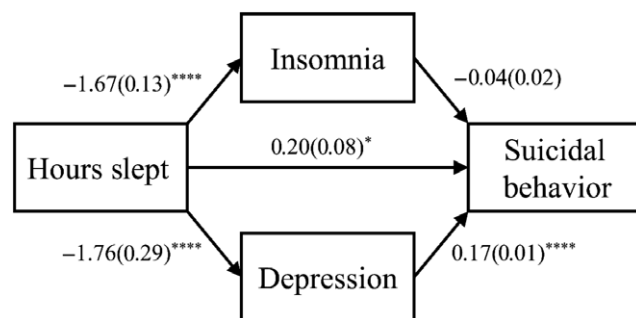 Insomnia
−1.67(0.13)****
−0.04(0.02)
Hours slept
0.20(0.08)*
Suicidal
behavior
−1.76(0.29)****
Depression
0.17(0.01)****